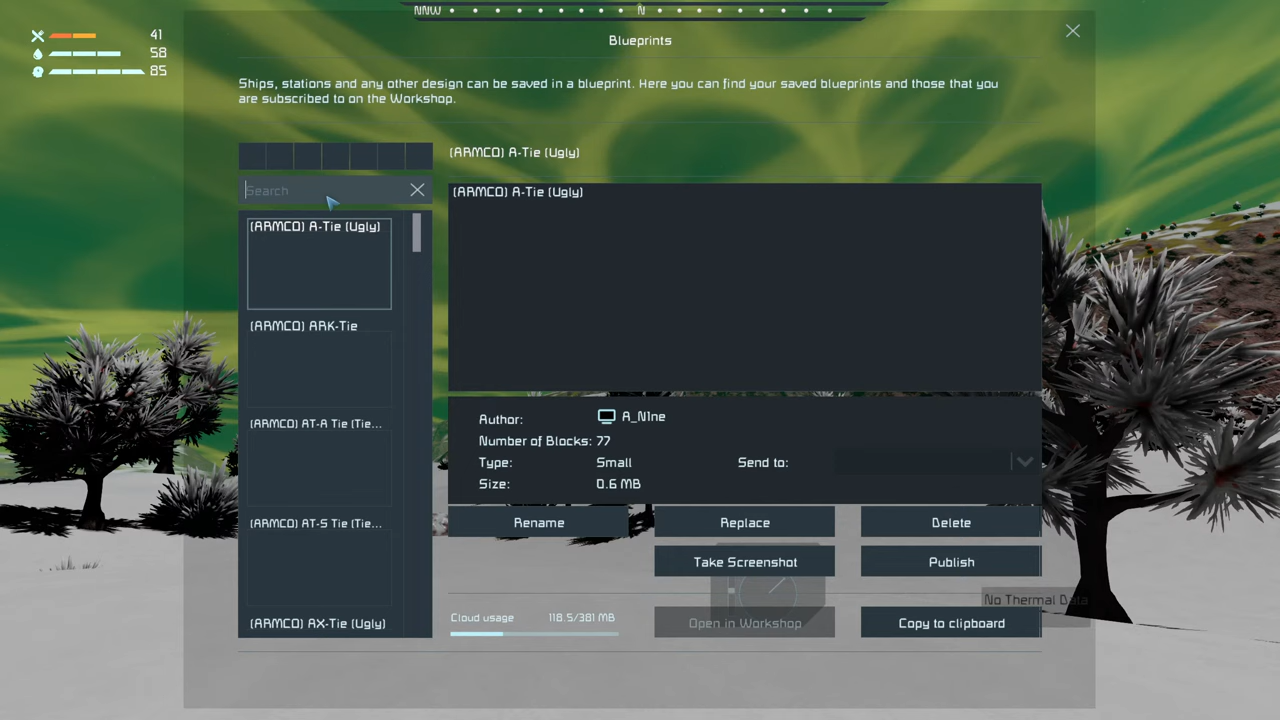 NNW
N
41
58
85
Blueprints
Ships, stations and any other design can be saved in a blueprint. Here you can find your saved blueprints and those that you
are subscribed to on the Workshop.
Search
(ARMCO) A-Tie (Ugly)
(ARMCO) ARK-Tie
(ARMCO) AT-A Tie (Tie...
(ARMCO) AT-S Tie (Tie...
(ARMCO) AX-Tie (Ugly)
(ARMCO) A-Tie (Ugly)
(ARMCO) A-Tie (Ugly)
Author: A_N1ne
Number of Blocks: 77
Type: Small
Send to:
Size: 0.6 MB
Rename
Replace
Delete
Take Screenshot
Publish
No Thermal Data
Cloud usage 118.5/381 MB
Open in Workshop
Copy to clipboard